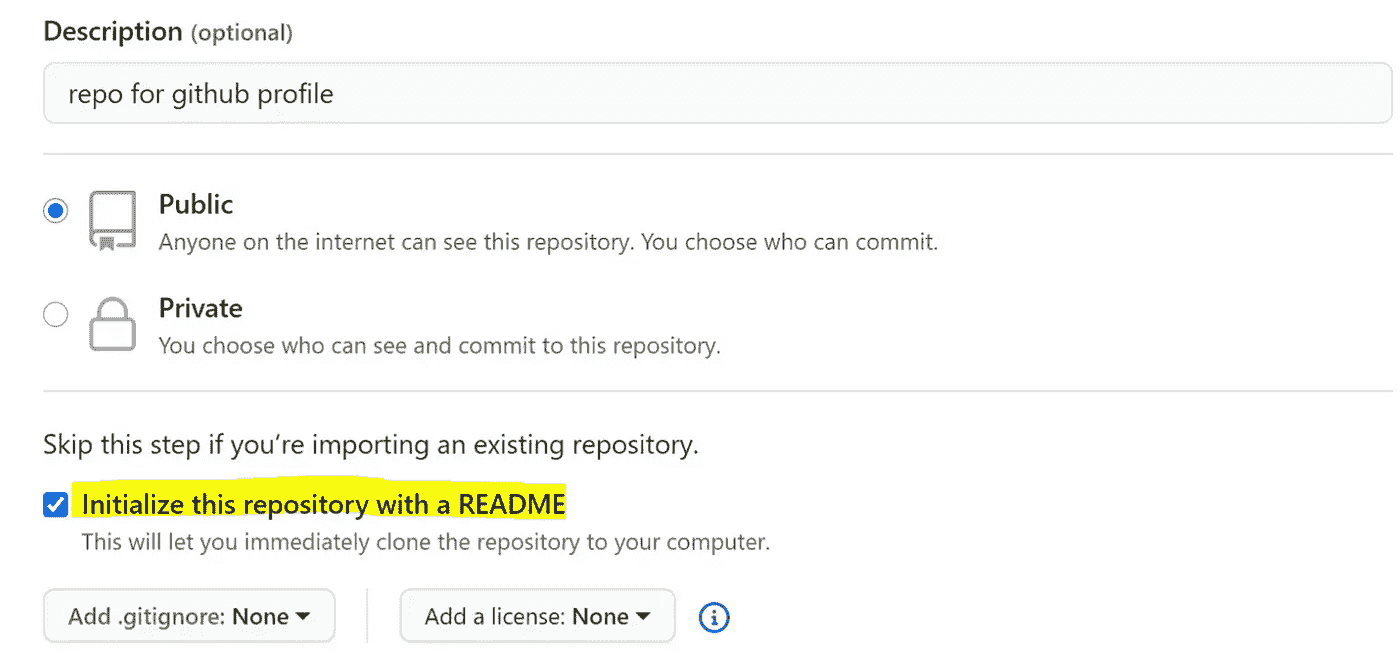 Description (optional)
repo for github profile
Public
Anyone on the internet can see this repository. You choose who can commit.
Private
You choose who can see and commit to this repository.
Skip this step if you’re importing an existing repository.
Initialize this repository with a README
This will let you immediately clone the repository to your computer.
Add .gitignore: None Add a license: None